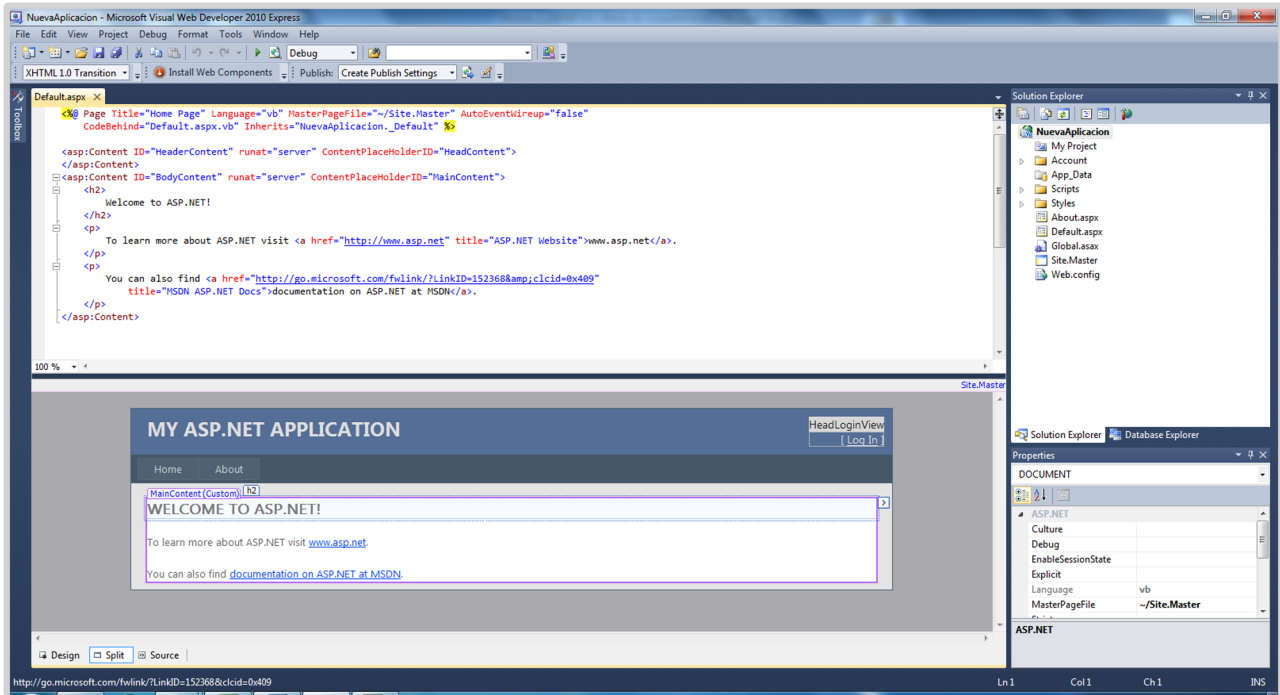 NuevaAplicacion - Microsoft Visual Web Developer 2010 Express
File Edit View Project Debug Format Tools Window Help
Debug
XHTML 1.0 Transition Install Web Components Publish: Create Publish Settings
Toolbox
Default.aspx
<%@ Page Title="Home Page" Language="vb" MasterPageFile="~/Site.Master" AutoEventWireup="false"
CodeBehind="Default.aspx.vb" Inherits="NuevaAplicacion._Default" %>
<asp:Content ID="HeaderContent" runat="server" ContentPlaceHolderID="HeadContent">
</asp:Content>
<asp:Content ID="BodyContent" runat="server" ContentPlaceHolderID="MainContent">
<h2>
Welcome to ASP.NET!
</h2>
<p>
To learn more about ASP.NET visit <a href="http://www.asp.net" title="ASP.NET Website">www.asp.net</a>.
</p>
<p>
You can also find <a href="http://go.microsoft.com/fwlink/?LinkID=152368&amp;clcid=0x409"
title="MSDN ASP.NET Docs">documentation on ASP.NET at MSDN</a>.
</p>
</asp:Content>
100 %
Site.Master
MY ASP.NET APPLICATION
HeadLoginView
[ Log In ]
Home About
MainContent (Custom) h2
WELCOME TO ASP.NET!
To learn more about ASP.NET visit www.asp.net.
You can also find documentation on ASP.NET at MSDN.
Design Split Source
Solution Explorer
NuevaAplicacion
My Project
Account
App_Data
Scripts
Styles
About.aspx
Default.aspx
Global.asax
Site.Master
Web.config
Solution Explorer Database Explorer
Properties
DOCUMENT
ASP.NET
Culture
Debug
EnableSessionState
Explicit
Language vb
MasterPageFile ~/Site.Master
ASP.NET
http://go.microsoft.com/fwlink/?LinkID=152368&clcid=0x409 Ln 1 Col 1 Ch 1 INS